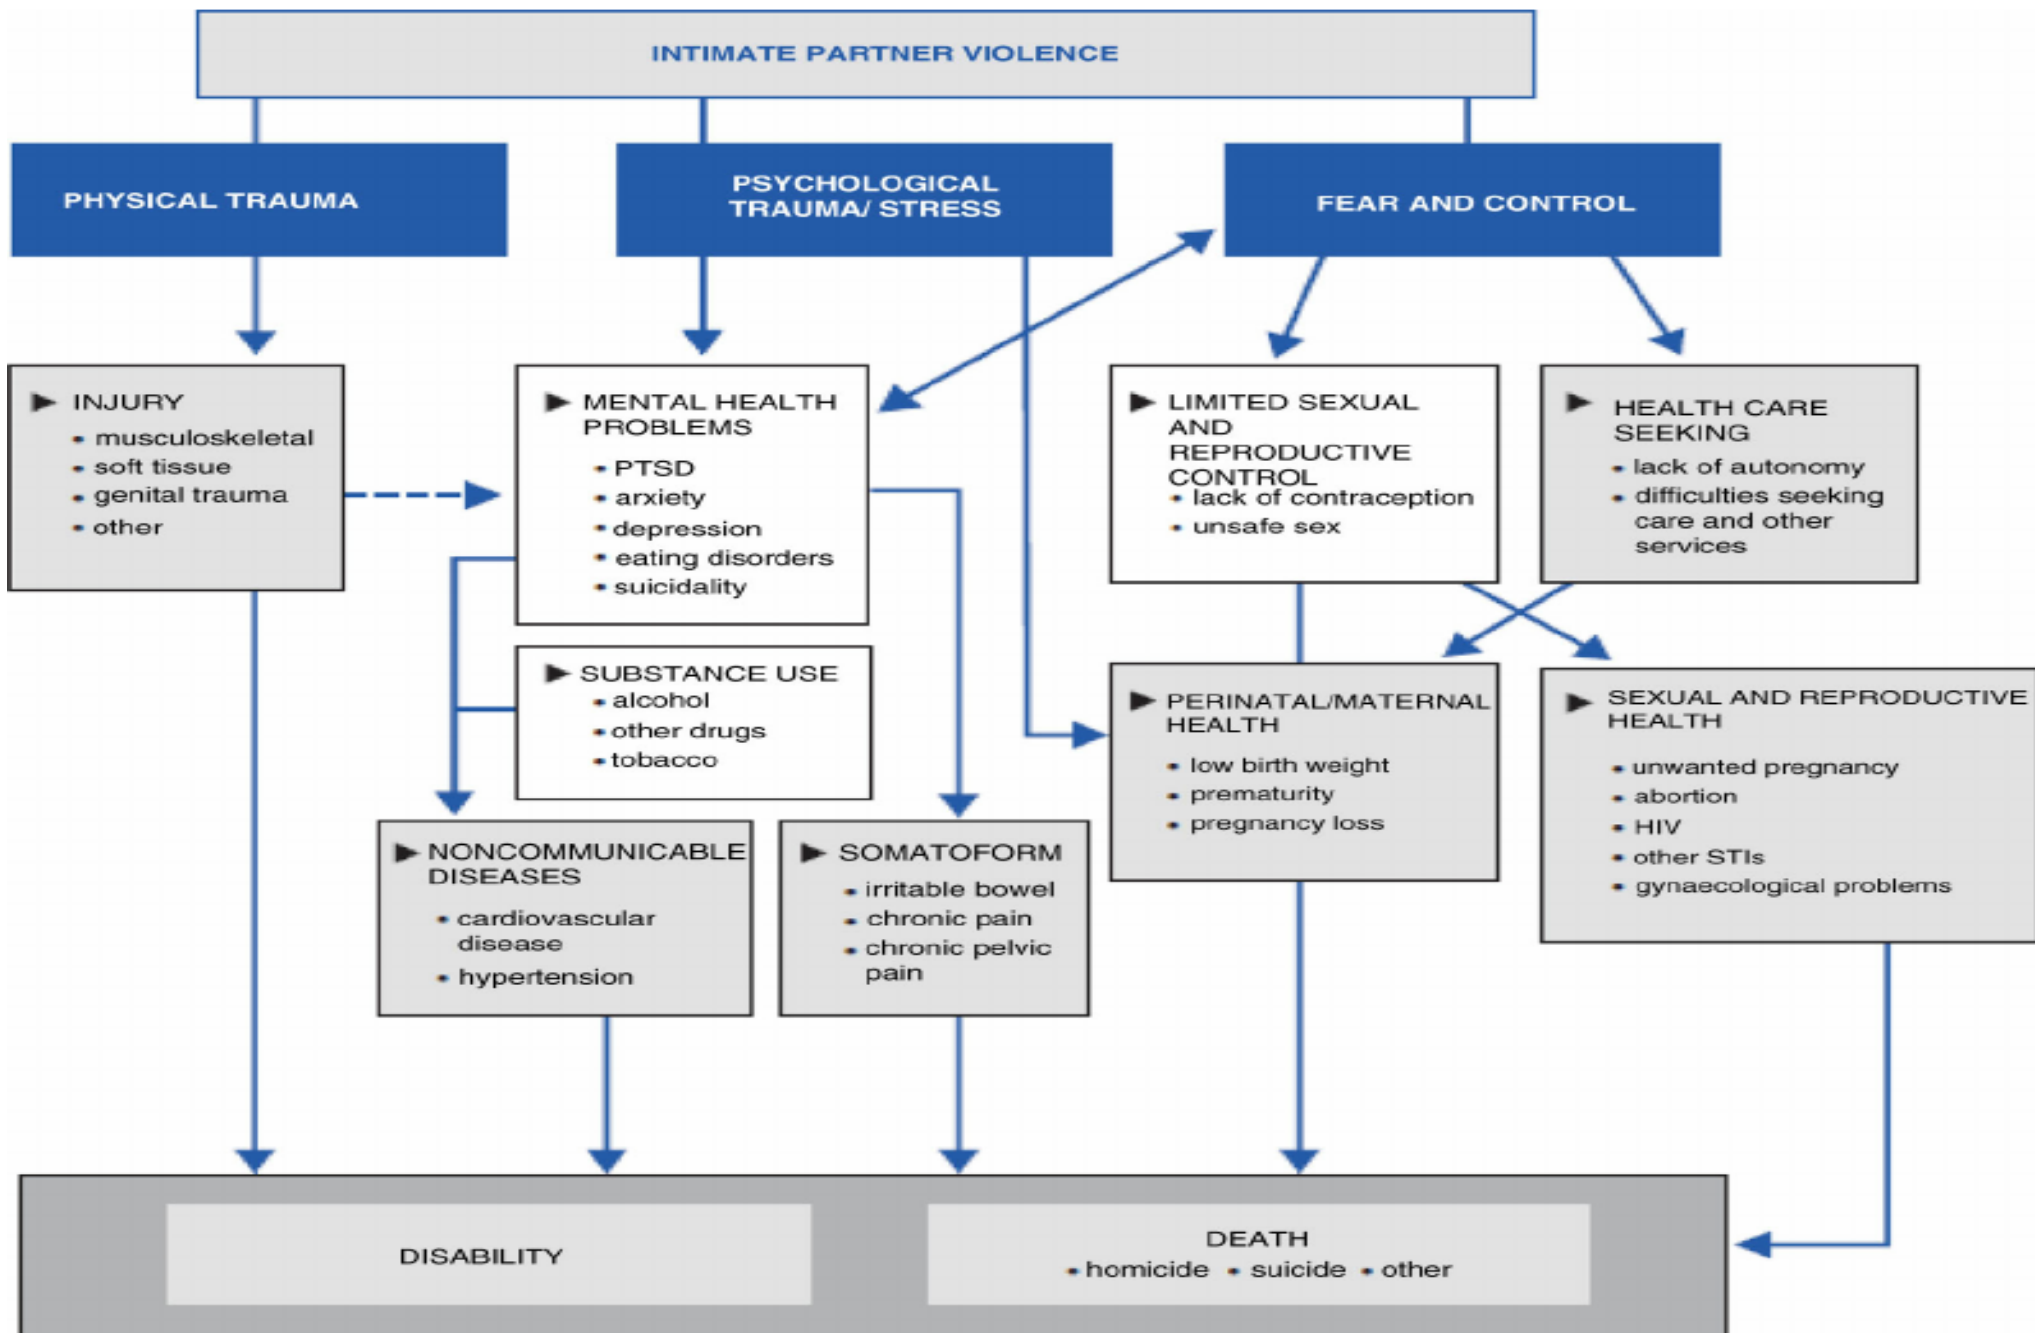 INTIMATE PARTNER VIOLENCE
PHYSICAL TRAUMA
PSYCHOLOGICAL
TRAUMA/ STRESS
FEAR AND CONTROL
INJURY
• musculoskeletal
• soft tissue
• genital trauma
• other
MENTAL HEALTH
PROBLEMS
• PTSD
• arxiety
• depression
• eating disorders
• suicidality
LIMITED SEXUAL
AND
REPRODUCTIVE
CONTROL
• lack of contraception
• unsafe sex
HEALTH CARE
SEEKING
• lack of autonomy
• difficulties seeking
care and other
services
SUBSTANCE USE
• alcohol
• other drugs
• tobacco
PERINATAL/MATERNAL
HEALTH
• low birth weight
• prematurity
• pregnancy loss
SEXUAL AND REPRODUCTIVE
HEALTH
• unwanted pregnancy
• abortion
• HIV
• other STIs
• gynaecological problems
NONCOMMUNICABLE
DISEASES
• cardiovascular
disease
• hypertension
SOMATOFORM
• irritable bowel
• chronic pain
• chronic pelvic
pain
DISABILITY
DEATH
• homicide • suicide • other